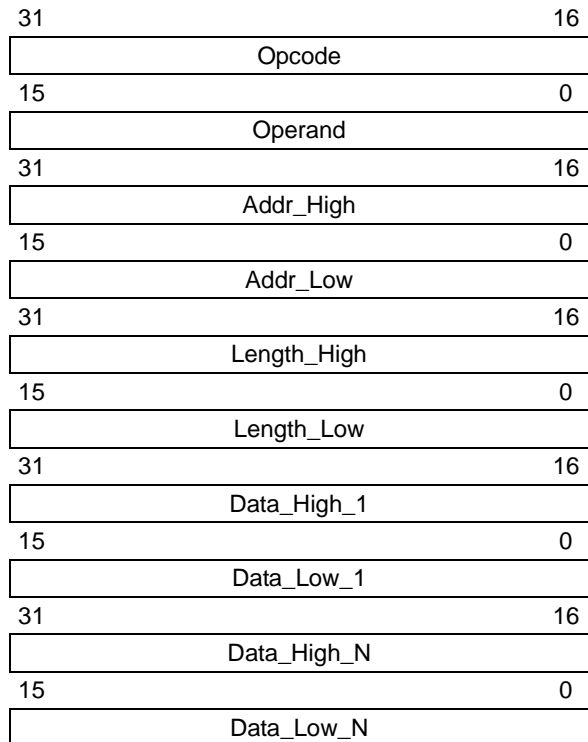 31 16
Opcode
15 0
Operand
31 16
Addr_High
15 0
Addr_Low
31 16
Length_High
15 0
Length_Low
31 16
Data_High_1
15 0
Data_Low_1
31 16
Data_High_N
15 0
Data_Low_N